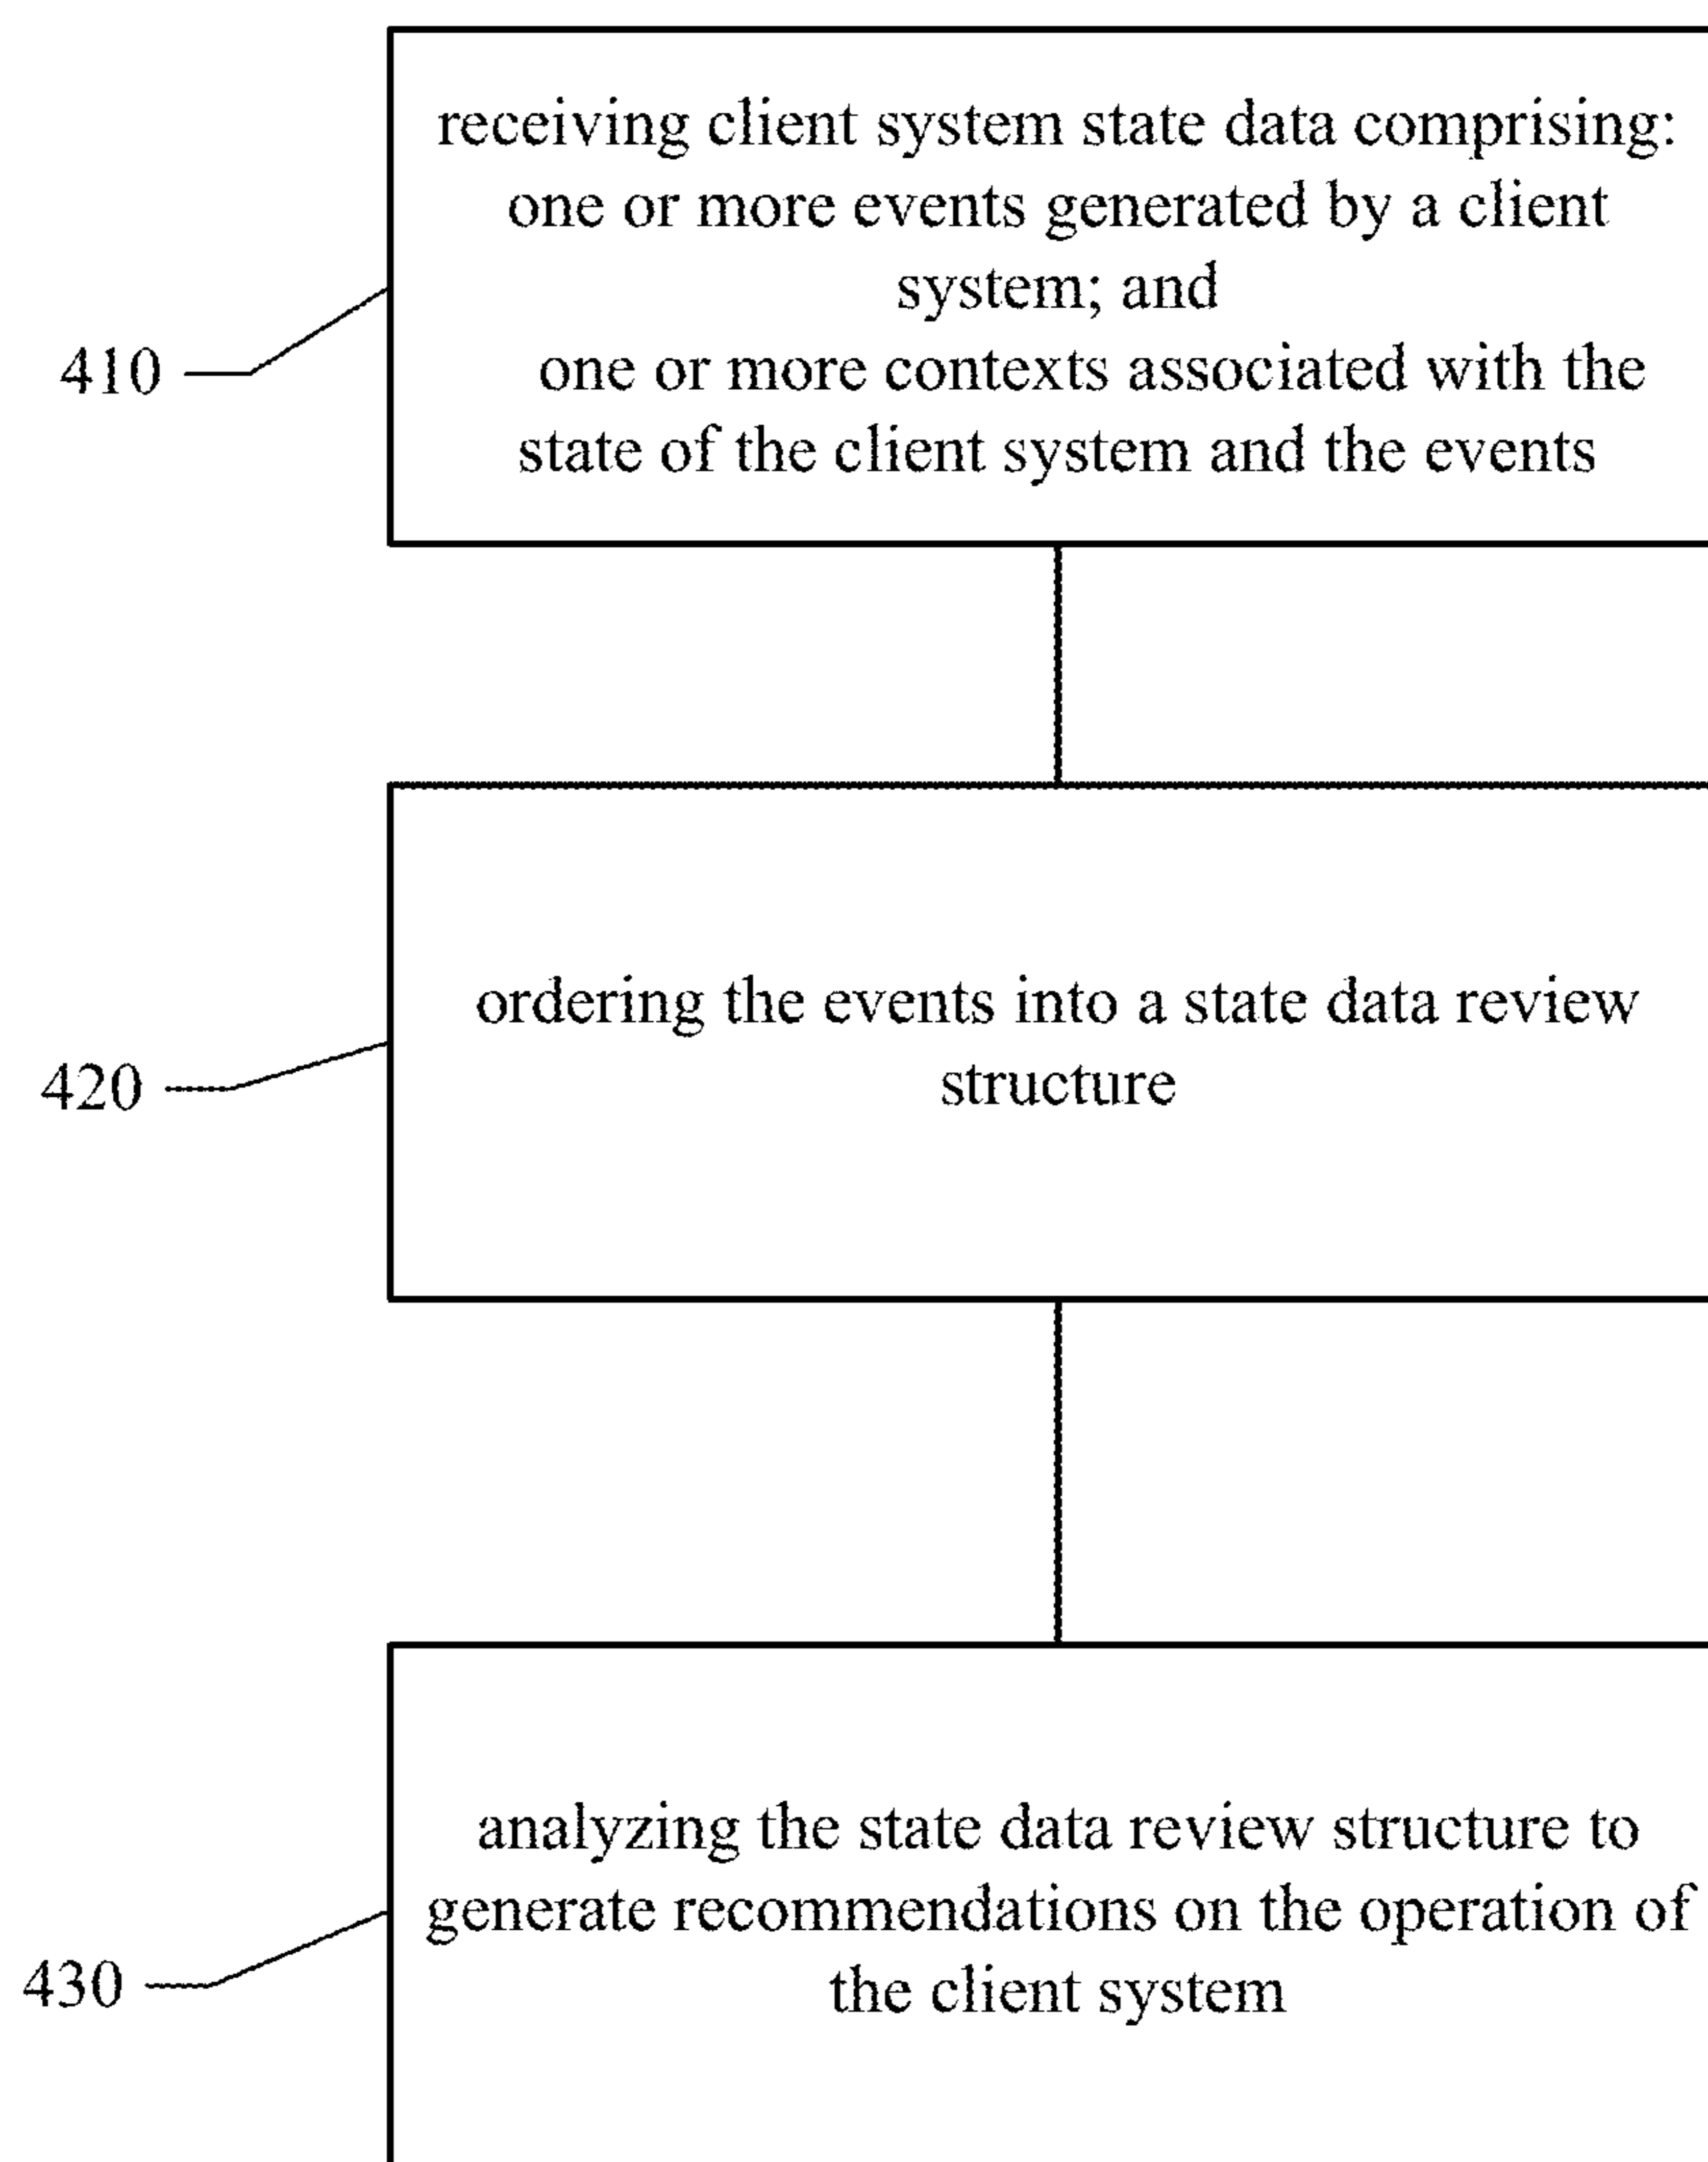 receiving client system state data comprising:
one or more events generated by a client
system; and
one or more contexts associated with the
state of the client system and the events
410
ordering the events into a state data review
structure
420
analyzing the state data review structure to
generate recommendations on the operation of
the client system
430